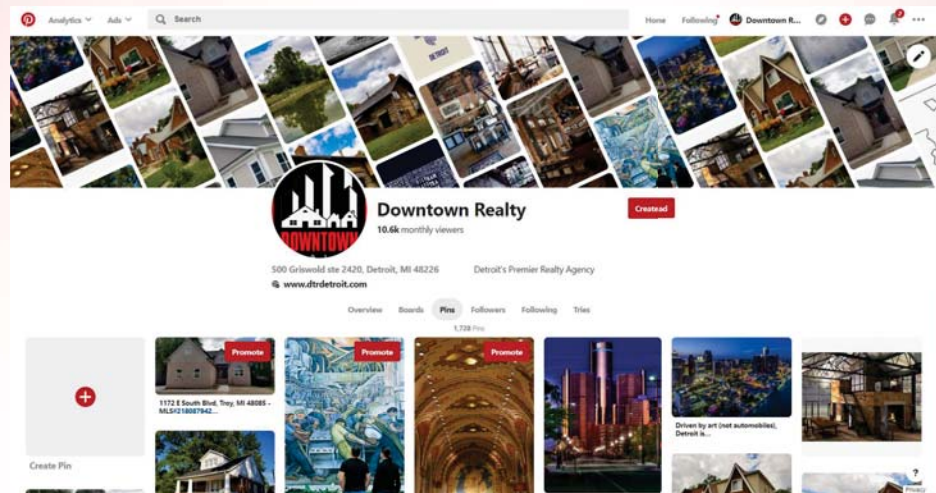 Analytics Ads Search Home Following Downtown R... 2
DETROIT
DOWNTOWN
Downtown Realty
Createad
10.6k monthly viewers
500 Griswold ste 2420, Detroit, MI 48226 Detroit's Premier Realty Agency
www.dtrdetroit.com
Overview Boards Pins Followers Following Tries
1,728 Pins
Promote Promote Promote
1172 E South Blvd, Troy, MI 48085 -
MLS#218087942...
Driven by art (not automobiles),
Detroit is...
Create Pin
?
Privacy